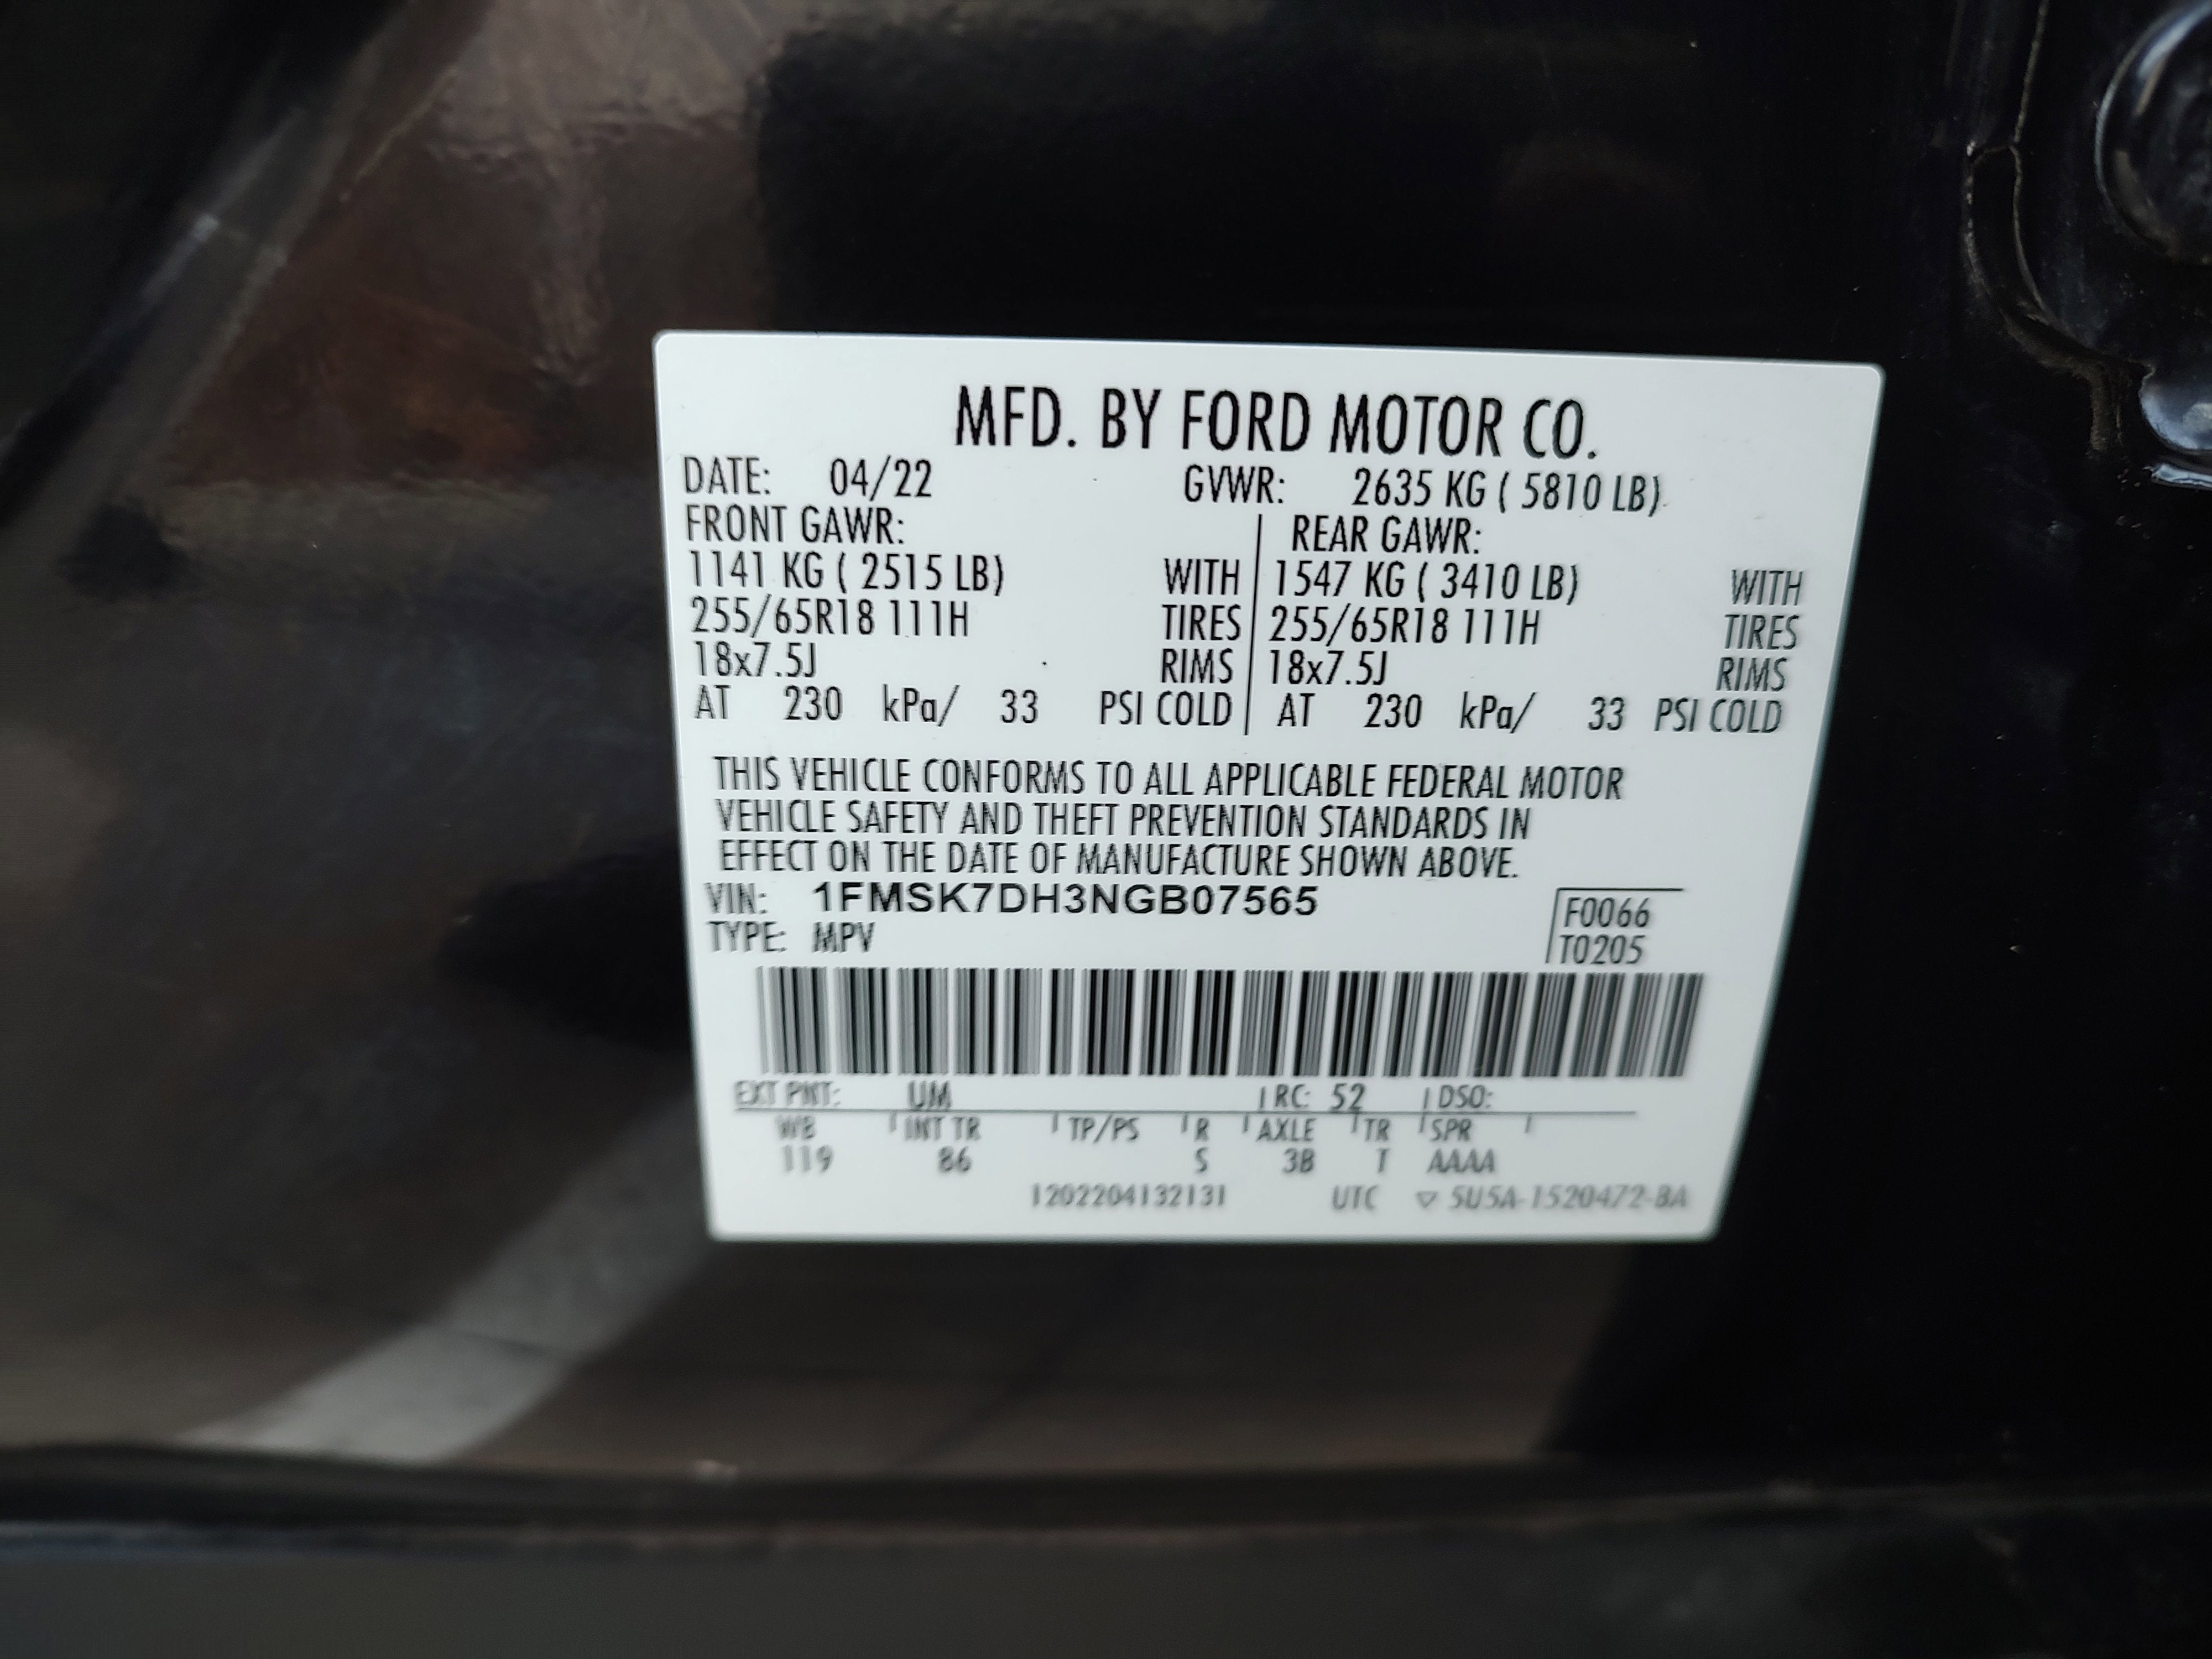 MFD. BY FORD MOTOR CO.
DATE: 04/22 GVWR: 2635 KG ( 5810 LB)
FRONT GAWR: REAR GAWR:
1141 KG ( 2515 LB) WITH 1547 KG ( 3410 LB) WITH
255/65R18 111H TIRES 255/65R18 111H TIRES
18x7.5J RIMS 18x7.5J RIMS
AT 230 kPa/ 33 PSI COLD AT 230 kPa/ 33 PSI COLD
THIS VEHICLE CONFORMS TO ALL APPLICABLE FEDERAL MOTOR
VEHICLE SAFETY AND THEFT PREVENTION STANDARDS IN
EFFECT ON THE DATE OF MANUFACTURE SHOWN ABOVE.
VIN: 1FMSK7DH3NGB07565 F0066
TYPE: MPV T0205
EXT PNT: UM RC: 52 DSO:
WB INT TR TP/PS R AXLE TR SPR
119 86 S 3B T AAAA
1202204132131 UTC ▽ 5U5A-1520472-BA